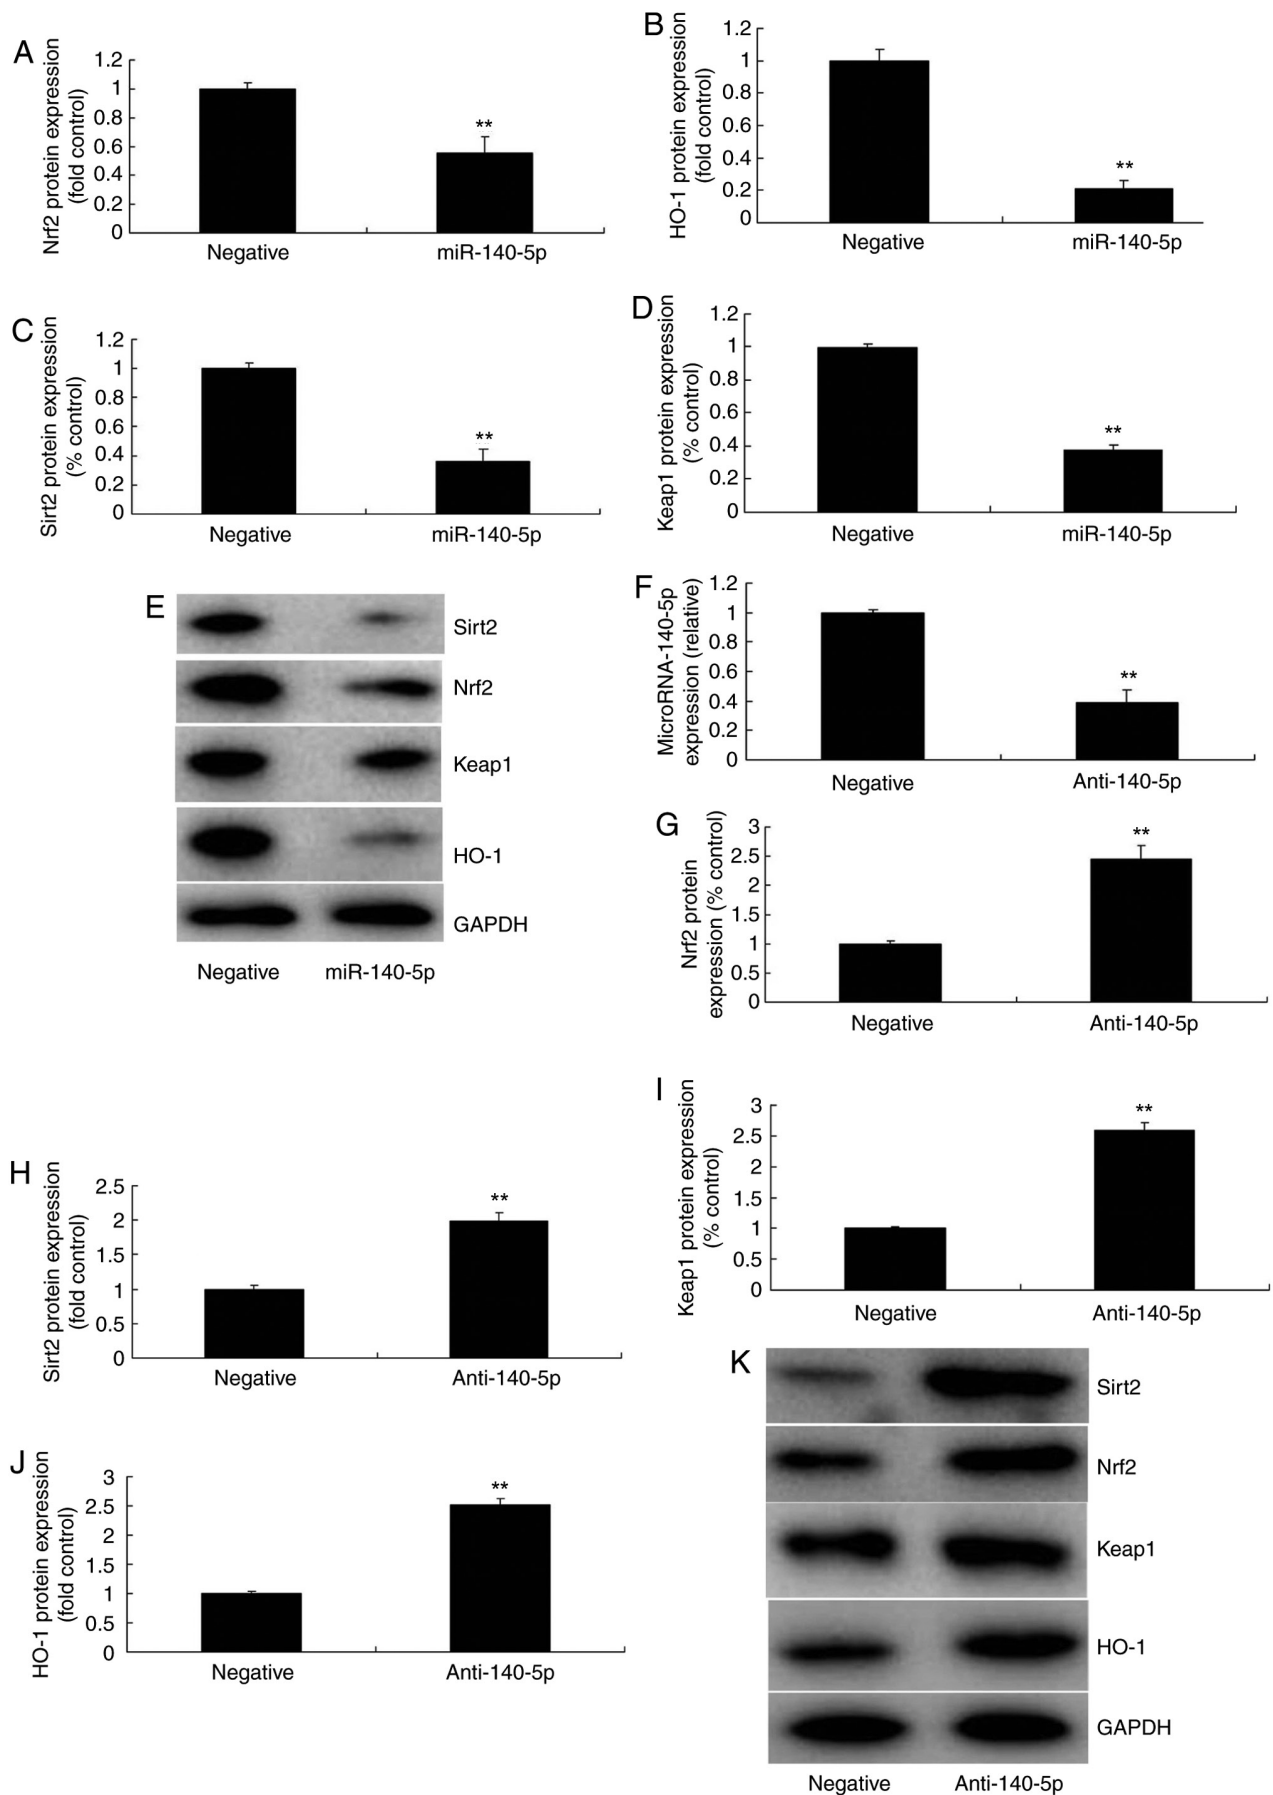 A
Nrf2 protein expression
(fold control)
1.2
1
0.8
0.6
0.4
0.2
0
**
Negative miR-140-5p
B
HO-1 protein expression
(fold control)
1.2
1
0.8
0.6
0.4
0.2
0
**
Negative miR-140-5p
C
Sirt2 protein expression
(% control)
1.2
1
0.8
0.6
0.4
0.2
0
**
Negative miR-140-5p
D
Keap1 protein expression
(% control)
1.2
1
0.8
0.6
0.4
0.2
0
**
Negative miR-140-5p
E
Sirt2
Nrf2
Keap1
HO-1
GAPDH
Negative miR-140-5p
F
MicroRNA-140-5p
expression (relative)
1.2
1
0.8
0.6
0.4
0.2
0
**
Negative Anti-140-5p
G
Nrf2 protein
expression (% control)
3
2.5
2
1.5
1
0.5
0
**
Negative Anti-140-5p
H
Sirt2 protein expression
(fold control)
2.5
2
1.5
1
0.5
0
**
Negative Anti-140-5p
I
Keap1 protein expression
(% control)
3
2.5
2
1.5
1
0.5
0
**
Negative Anti-140-5p
J
HO-1 protein expression
(fold control)
3
2.5
2
1.5
1
0.5
0
**
Negative Anti-140-5p
K
Sirt2
Nrf2
Keap1
HO-1
GAPDH
Negative Anti-140-5p